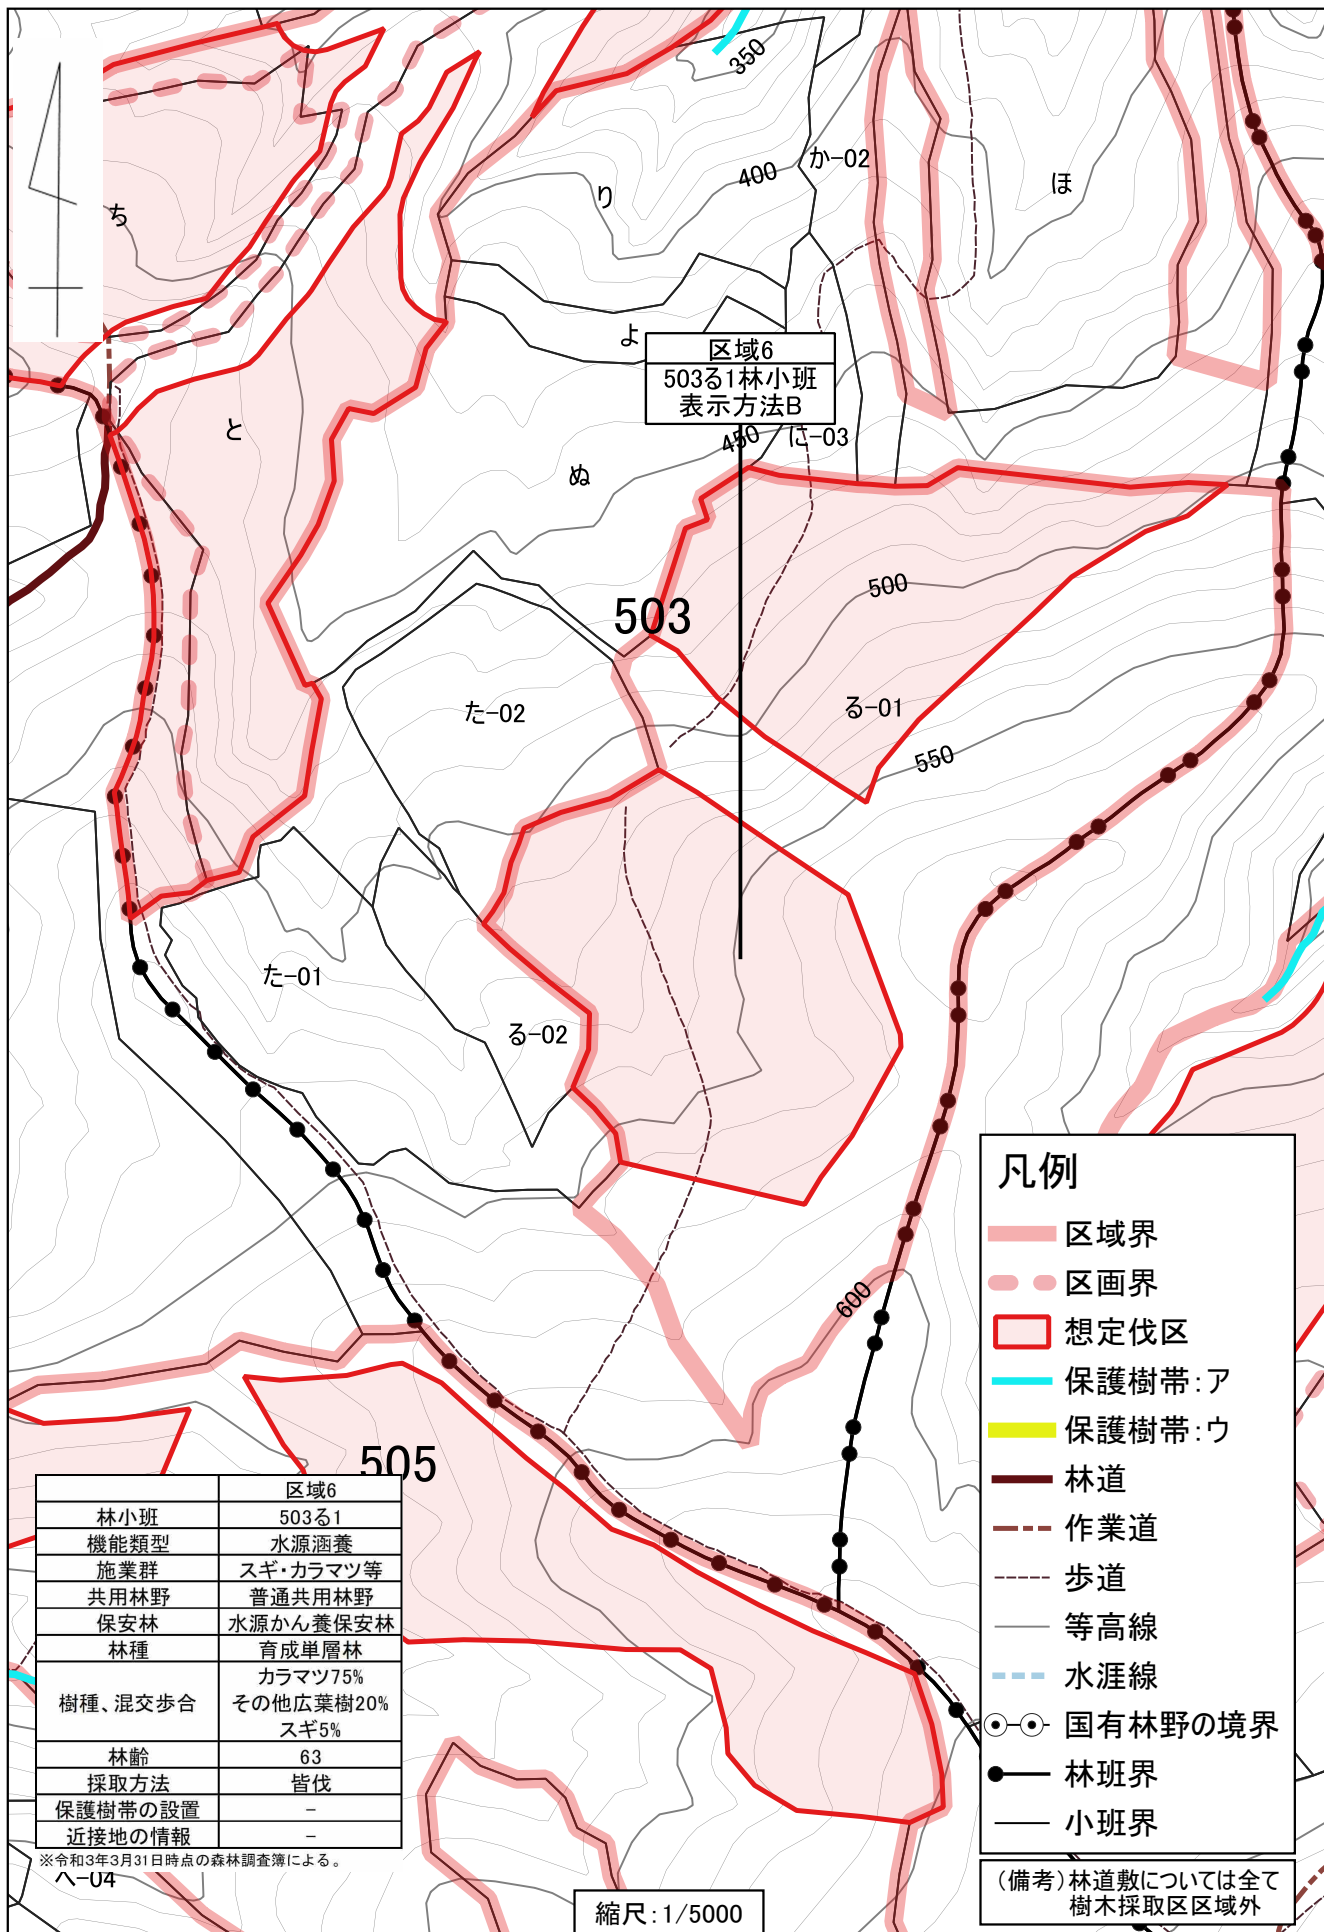 350
400
か-02
り
ほ
ち
よ
区域6
503る1林小班
表示方法B
450
に-03
と
ぬ
500
503
た-02
る-01
550
た-01
る-02
600
505
凡例
区域界
区画界
想定伐区
保護樹帯：ア
保護樹帯：ウ
林道
作業道
歩道
等高線
水涯線
国有林野の境界
林班界
小班界
（備考）林道敷については全て
樹木採取区区域外
区域6
林小班 503る1
機能類型 水源涵養
施業群 スギ・カラマツ等
共用林野 普通共用林野
保安林 水源かん養保安林
林種 育成単層林
樹種、混交歩合 カラマツ75%
その他広葉樹20%
スギ5%
林齢 63
採取方法 皆伐
保護樹帯の設置 －
近接地の情報 －
※令和3年3月31日時点の森林調査簿による。
へ-04
縮尺：1/5000